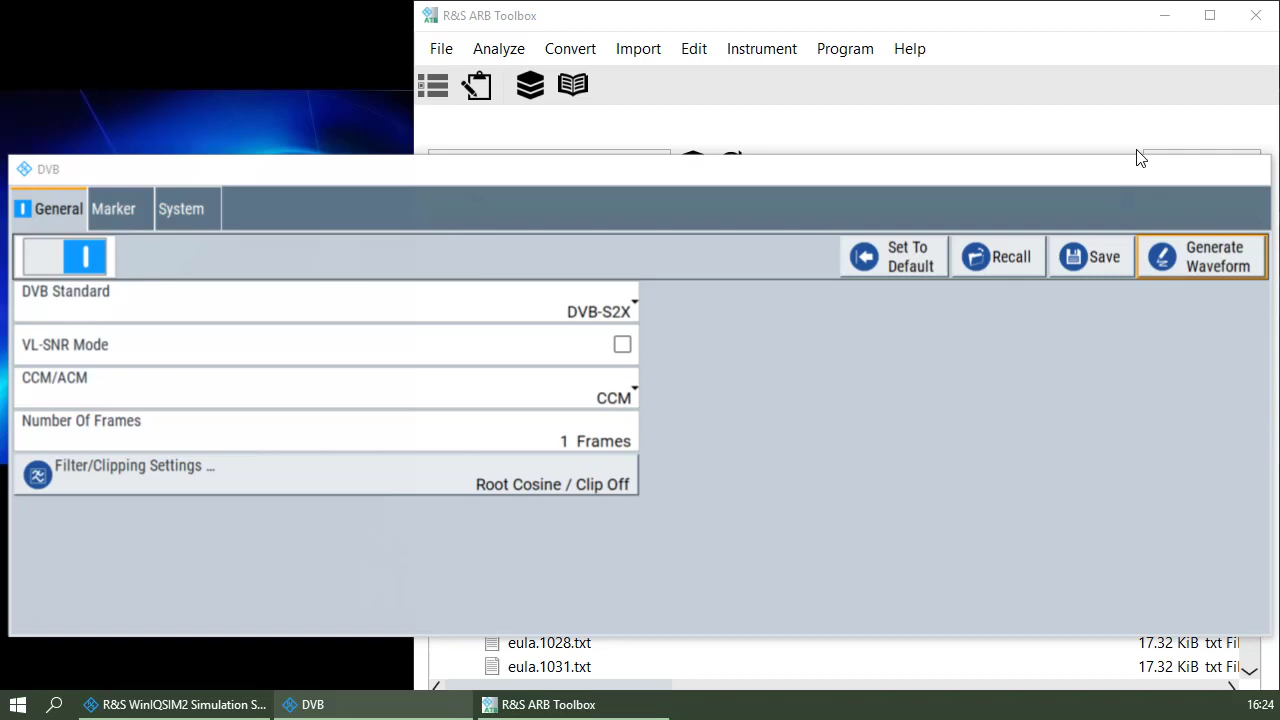 R&S ARB Toolbox
File Analyze Convert Import Edit Instrument Program Help
DVB
General Marker System
Set To Default Recall Save Generate Waveform
DVB Standard
DVB-S2X
VL-SNR Mode
CCM/ACM
CCM
Number Of Frames
1 Frames
Filter/Clipping Settings ...
Root Cosine / Clip Off
eula.1028.txt 17.32 KiB txt Fil
eula.1031.txt 17.32 KiB txt Fil
R&S WinIQSIM2 Simulation S... DVB R&S ARB Toolbox 16:24